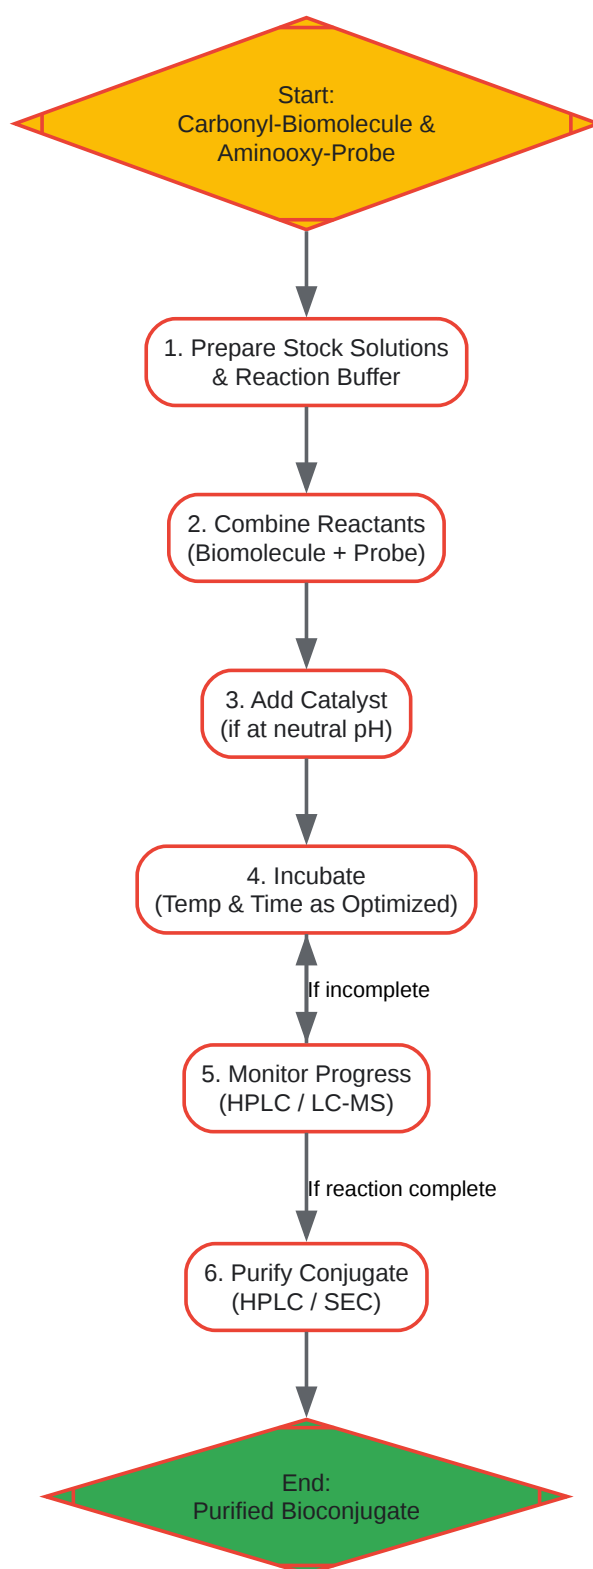 Start:
Carbonyl-Biomolecule &
Aminooxy-Probe
1. Prepare Stock Solutions
& Reaction Buffer
2. Combine Reactants
(Biomolecule + Probe)
3. Add Catalyst
(if at neutral pH)
4. Incubate
(Temp & Time as Optimized)
If incomplete
5. Monitor Progress
(HPLC / LC-MS)
If reaction complete
6. Purify Conjugate
(HPLC / SEC)
End:
Purified Bioconjugate